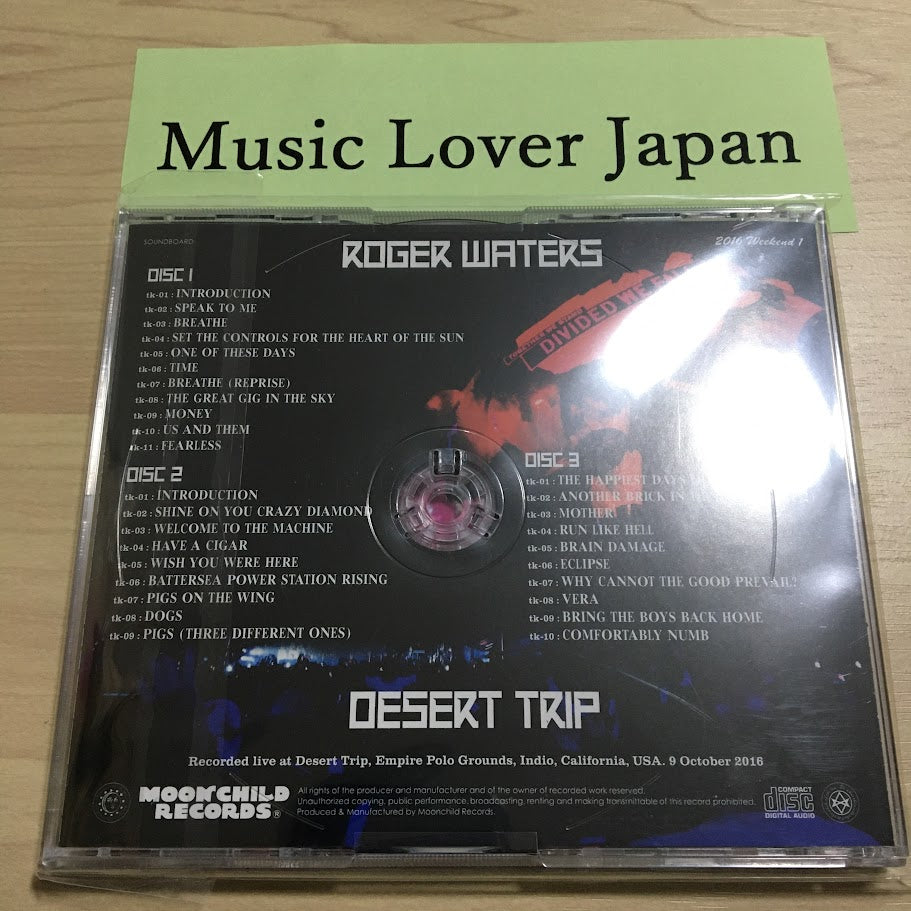 Music Lover Japan
SOUNDBOARD
ROGER WATERS
2016 Weekend 1
DIVIDED WE
DISC 1
tk-01 : INTRODUCTION
tk-02 : SPEAK TO ME
tk-03 : BREATHE
tk-04 : SET THE CONTROLS FOR THE HEART OF THE SUN
tk-05 : ONE OF THESE DAYS
tk-06 : TIME
tk-07 : BREATHE (REPRISE)
tk-08 : THE GREAT GIG IN THE SKY
tk-09 : MONEY
tk-10 : US AND THEM
tk-11 : FEARLESS
DISC 2
tk-01 : INTRODUCTION
tk-02 : SHINE ON YOU CRAZY DIAMOND
tk-03 : WELCOME TO THE MACHINE
tk-04 : HAVE A CIGAR
tk-05 : WISH YOU WERE HERE
tk-06 : BATTERSEA POWER STATION RISING
tk-07 : PIGS ON THE WING
tk-08 : DOGS
tk-09 : PIGS (THREE DIFFERENT ONES)
DISC 3
tk-01 : THE HAPPIEST DAYS
tk-02 : ANOTHER BRICK IN
tk-03 : MOTHER
tk-04 : RUN LIKE HELL
tk-05 : BRAIN DAMAGE
tk-06 : ECLIPSE
tk-07 : WHY CANNOT THE GOOD PREVAIL?
tk-08 : VERA
tk-09 : BRING THE BOYS BACK HOME
tk-10 : COMFORTABLY NUMB
DESERT TRIP
Recorded live at Desert Trip, Empire Polo Grounds, Indio, California, USA. 9 October 2016
MOONCHILD
RECORDS®
All rights of the producer and manufacturer and of the owner of recorded work reserved.
Unauthorized copying, public performance, broadcasting, renting and making transmittable of this record prohibited.
Produced & Manufactured by Moonchild Records.
COMPACT
disc
DIGITAL AUDIO